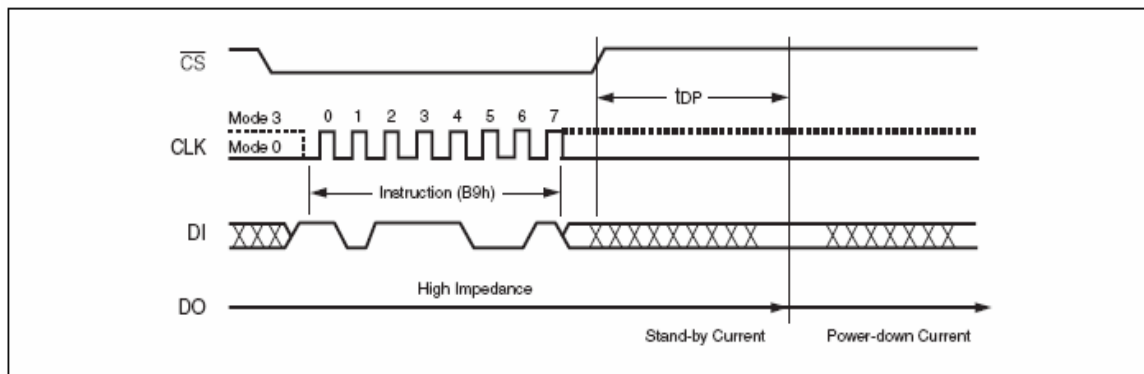 CS
tDP
Mode 3
0 1 2 3 4 5 6 7
CLK
Mode 0
Instruction (B9h)
DI
High Impedance
DO
Stand-by Current
Power-down Current